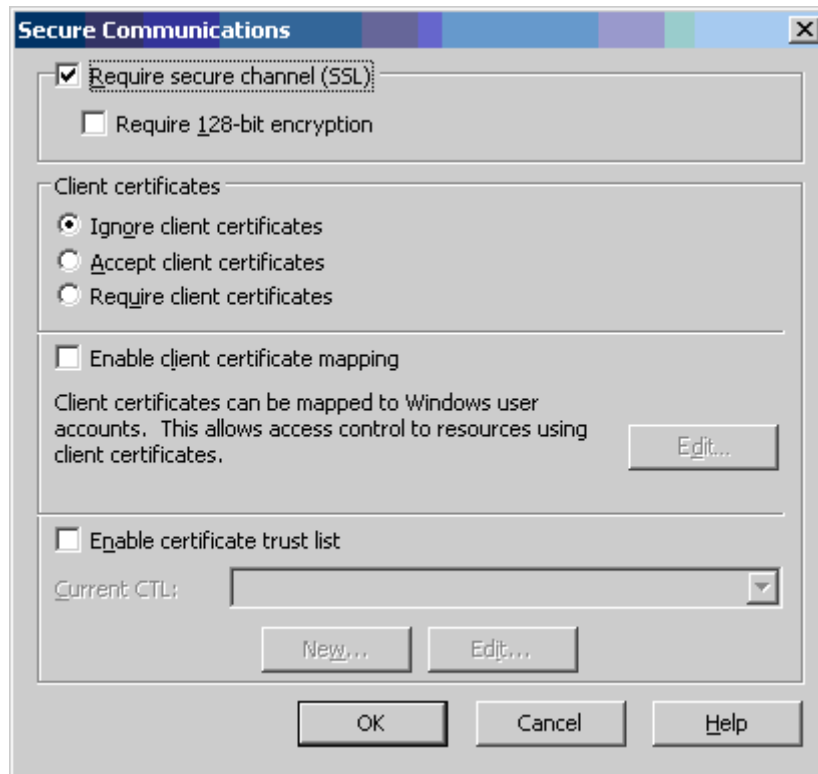 Secure Communications
Require secure channel (SSL)
Require 128-bit encryption
Client certificates
Ignore client certificates
Accept client certificates
Require client certificates
Enable client certificate mapping
Client certificates can be mapped to Windows user
accounts. This allows access control to resources using
client certificates.
Edit...
Enable certificate trust list
Current CTL:
New... Edit...
OK Cancel Help